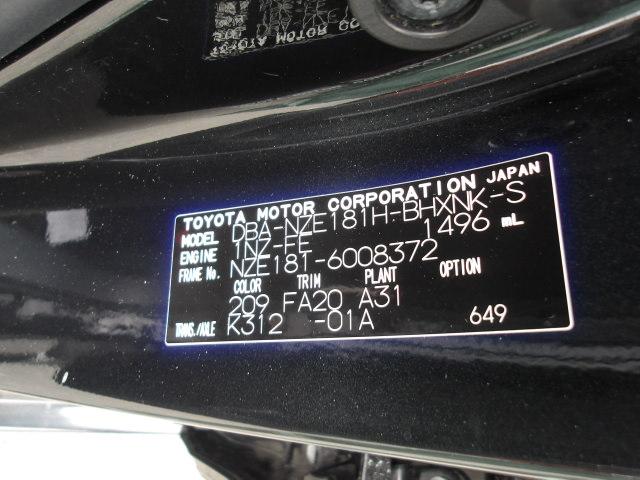 TOYOTA MOTOR CORPORATION JAPAN
MODEL DBA-NZE181H-BHXNK-S
ENGINE 1NZ-FE 1496 mL
FRAME No. NZE181-6008372
COLOR TRIM PLANT OPTION
209 FA20 A31
TRANS./AXLE K312 -01A 649